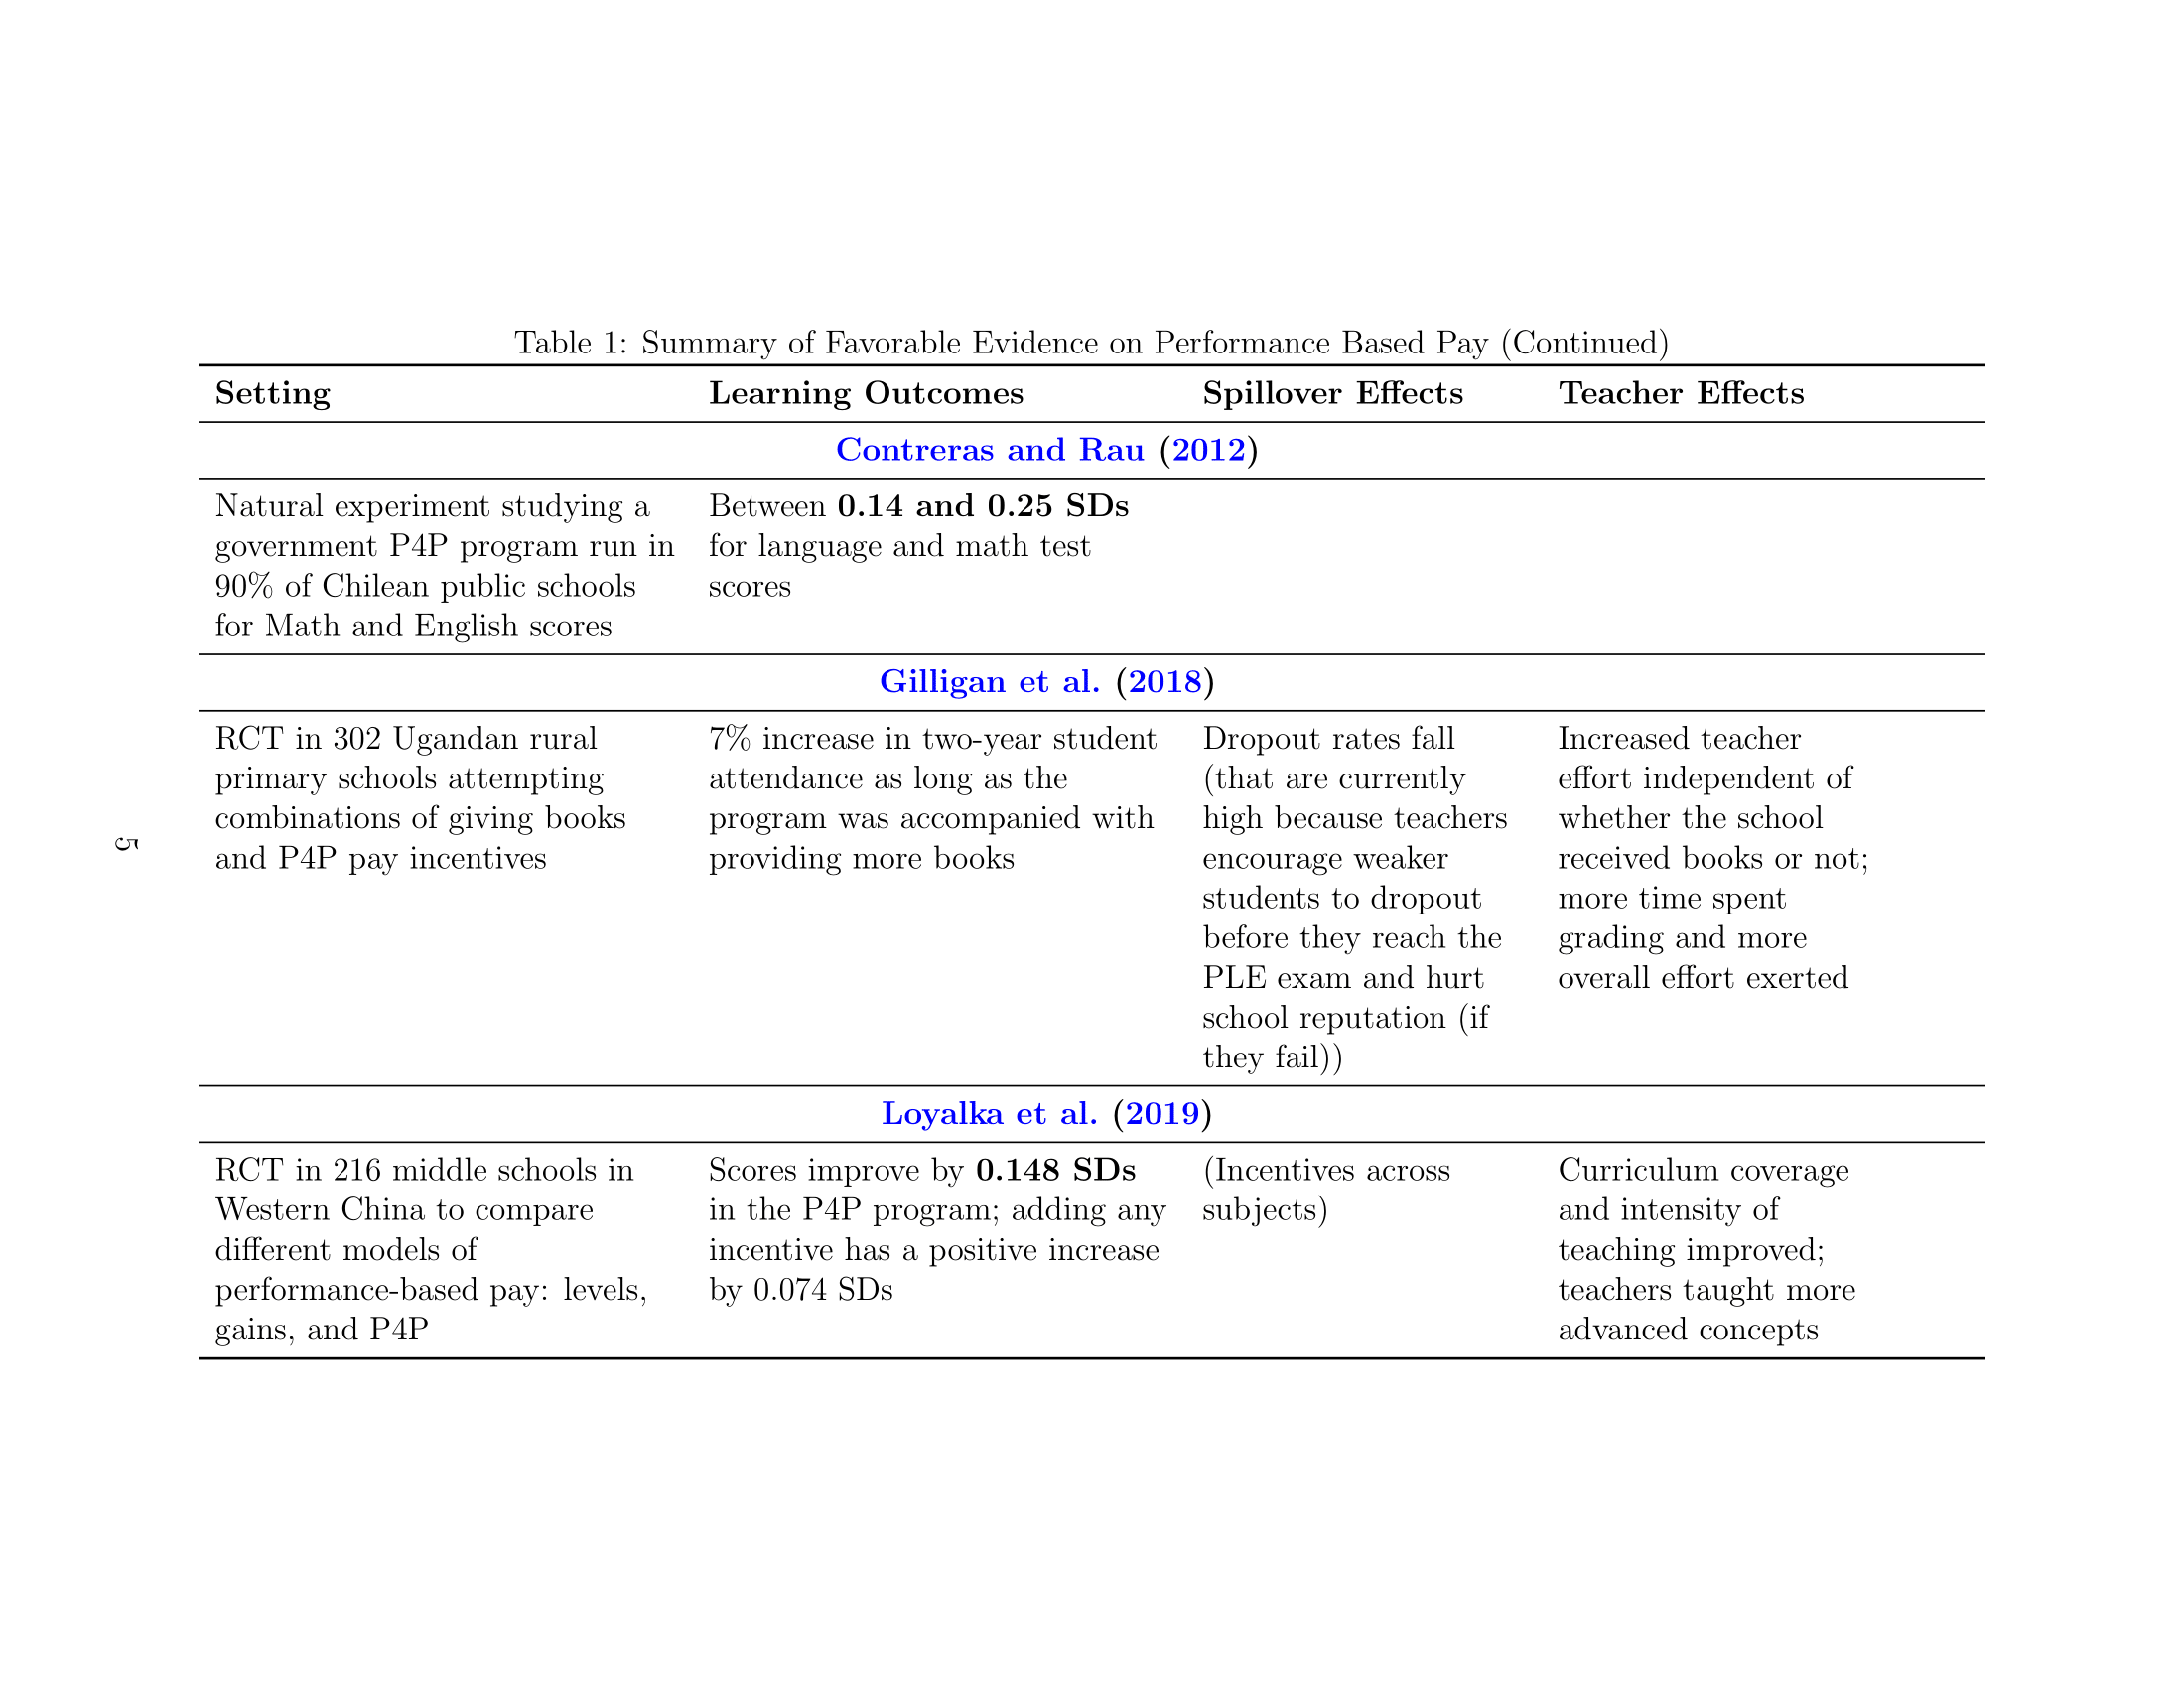 Table 1: Summary of Favorable Evidence on Performance Based Pay (Continued)
Setting Learning Outcomes Spillover Effects Teacher Effects
Contreras and Rau (2012)
Natural experiment studying a
government P4P program run in
90% of Chilean public schools
for Math and English scores
Between 0.14 and 0.25 SDs
for language and math test
scores
Gilligan et al. (2018)
RCT in 302 Ugandan rural
primary schools attempting
combinations of giving books
and P4P pay incentives
7% increase in two-year student
attendance as long as the
program was accompanied with
providing more books
Dropout rates fall
(that are currently
high because teachers
encourage weaker
students to dropout
before they reach the
PLE exam and hurt
school reputation (if
they fail))
Increased teacher
effort independent of
whether the school
received books or not;
more time spent
grading and more
overall effort exerted
Loyalka et al. (2019)
RCT in 216 middle schools in
Western China to compare
different models of
performance-based pay: levels,
gains, and P4P
Scores improve by 0.148 SDs
in the P4P program; adding any
incentive has a positive increase
by 0.074 SDs
(Incentives across
subjects)
Curriculum coverage
and intensity of
teaching improved;
teachers taught more
advanced concepts
5